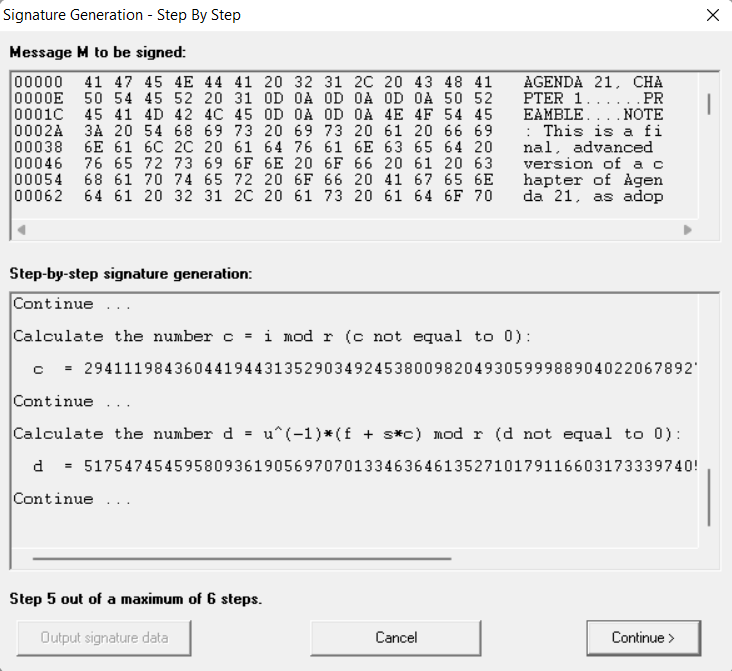 Signature Generation - Step By Step
Message M to be signed:
00000 41 47 45 4E 44 41 20 32 31 2C 20 43 48 41 AGENDA 21, CHA
0000E 50 54 45 52 20 31 0D 0A 0D 0A 0D 0A 50 52 PTER 1......PR
0001C 45 41 4D 42 4C 45 0D 0A 0D 0A 4E 4F 54 45 EAMBLE....NOTE
0002A 3A 20 54 68 69 73 20 69 73 20 61 20 66 69 : This is a fi
00038 6E 61 6C 2C 20 61 64 76 61 6E 63 65 64 20 nal, advanced
00046 76 65 72 73 69 6F 6E 20 6F 66 20 61 20 63 version of a c
00054 68 61 70 74 65 72 20 6F 66 20 41 67 65 6E hapter of Agen
00062 64 61 20 32 31 2C 20 61 73 20 61 64 6F 70 da 21, as adop
Step-by-step signature generation:
Continue ...
Calculate the number c = i mod r (c not equal to 0):
c = 29411198436044194431352903492453800982049305999889040220678927
Continue ...
Calculate the number d = u^(-1)*(f + s*c) mod r (d not equal to 0):
d = 51754745459580936190569707013346364613527101791166031733397405
Continue ...
Step 5 out of a maximum of 6 steps.
Output signature data
Cancel
Continue >